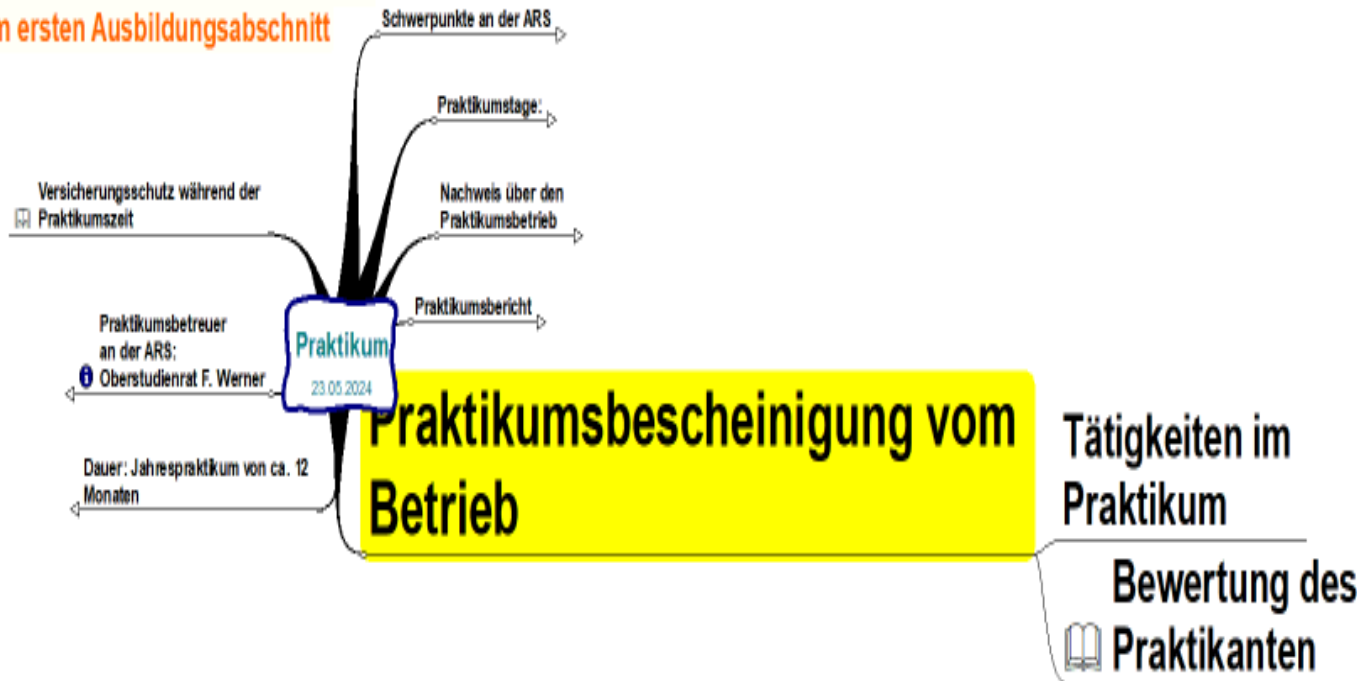 ersten Ausbildungsabschnitt
Schwerpunkte an der ARS
Praktikumstage:
Versicherungsschutz während der
Praktikumszeit
Nachweis über den
Praktikumsbetrieb
Praktikumsbericht
Praktikumsbetreuer
an der ARS:
Oberstudienrat F. Werner
Praktikum
23.05.2024
Dauer: Jahrespraktikum von ca. 12
Monaten
Praktikumsbescheinigung vom
Betrieb
Tätigkeiten im
Praktikum
Bewertung des
Praktikanten